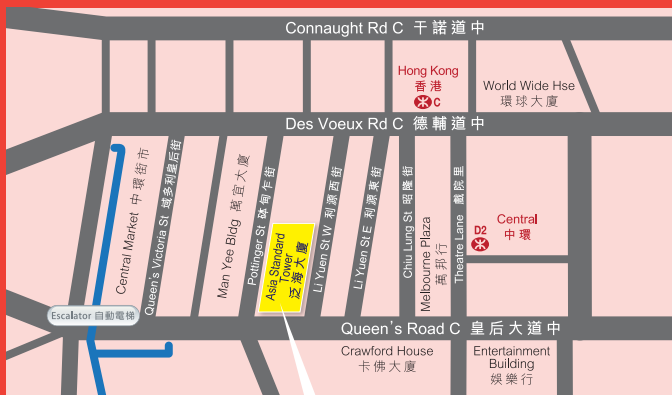 Connaught Rd C 干諾道中
Hong Kong
香港
C
World Wide Hse
環球大廈
Des Voeux Rd C 德輔道中
Central Market 中環街市
Queen's Victoria St 域多利皇后街
Man Yee Bldg 萬宜大廈
Pottinger St 砵甸乍街
Asia Standard
Tower
泛海大廈
Li Yuen St W 利源西街
Li Yuen St E 利源東街
Chiu Lung St 昭隆街
Melbourne Plaza
萬邦行
Theatre Lane 戲院里
D2
Central
中環
Escalator 自動電梯
Queen's Road C 皇后大道中
Crawford House
卡佛大廈
Entertainment
Building
娛樂行